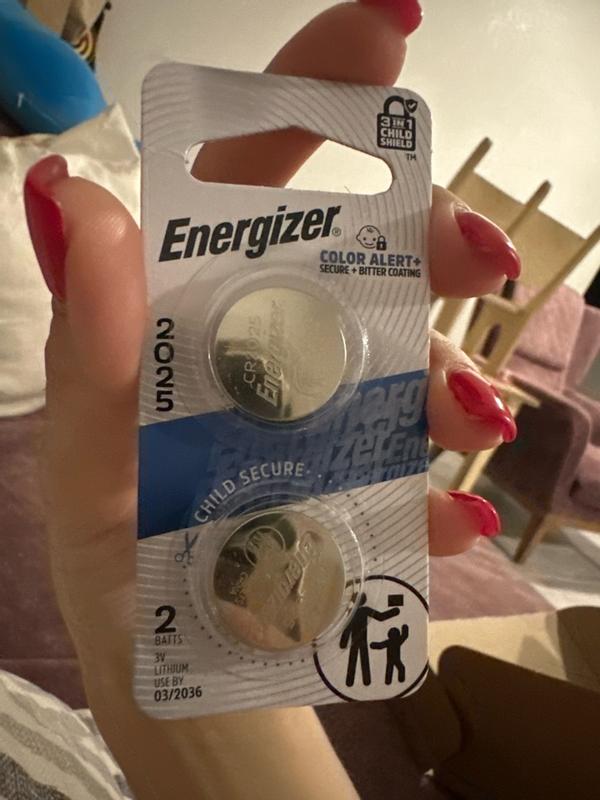 3 IN 1
CHILD
SHIELD
TM
Energizer®
COLOR ALERT+
SECURE + BITTER COATING
2025
CR2025
Energizer
CHILD SECURE
2
BATTS
3V
LITHIUM
USE BY
03/2036